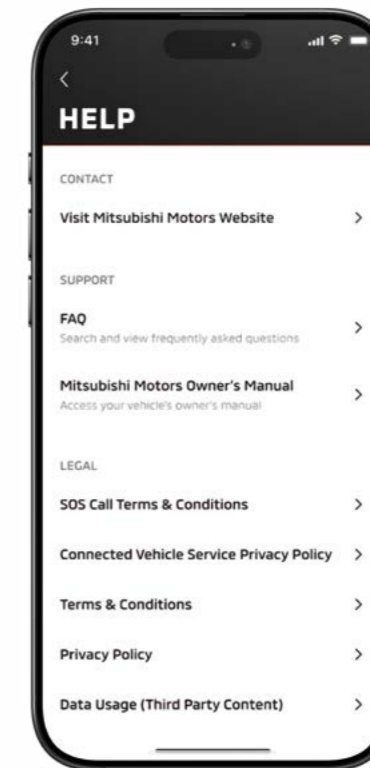 9:41
HELP
CONTACT
Visit Mitsubishi Motors Website
SUPPORT
FAQ
Search and view frequently asked questions
Mitsubishi Motors Owner's Manual
Access your vehicle's owner's manual
LEGAL
SOS Call Terms & Conditions
Connected Vehicle Service Privacy Policy
Terms & Conditions
Privacy Policy
Data Usage (Third Party Content)